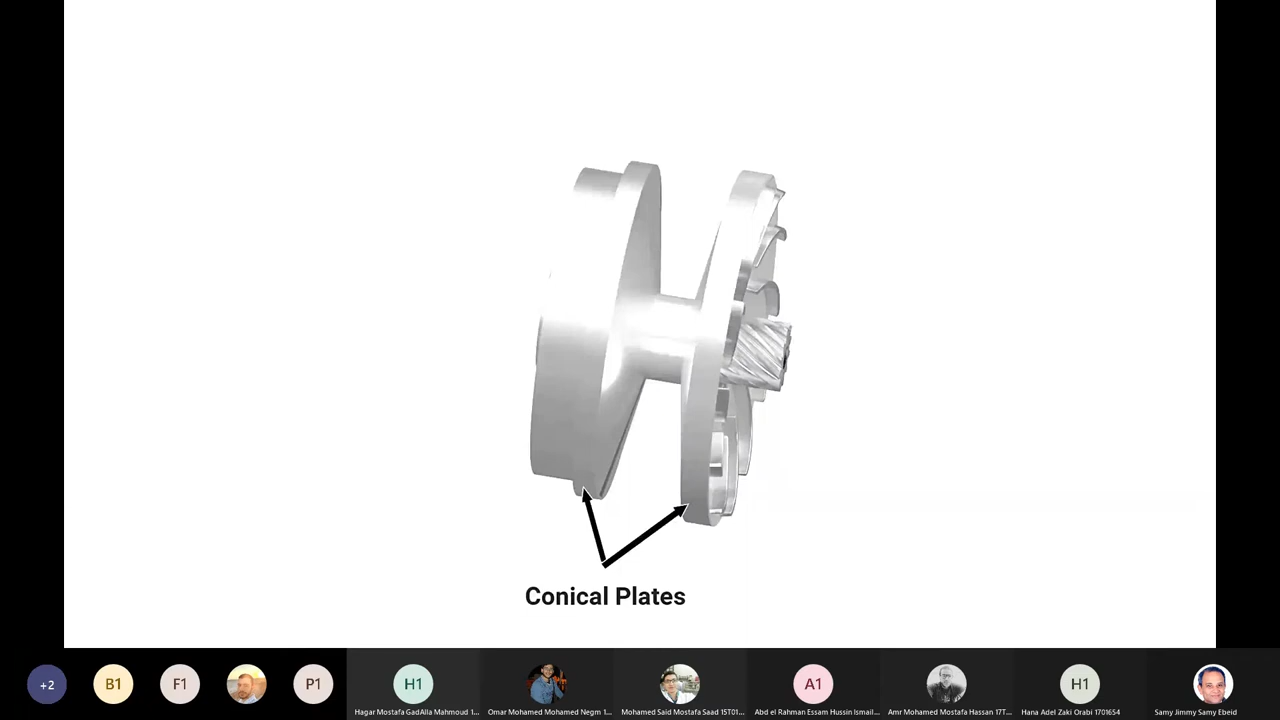 Conical Plates
+2
B1
F1
P1
H1
A1
H1
Hagar Mostafa GadAlla Mahmoud 1...
Omar Mohamed Mohamed Negm 1...
Mohamed Said Mostafa Saad 15T01...
Abd el Rahman Essam Hussin Ismail...
Amr Mohamed Mostafa Hassan 17T...
Hana Adel Zaki Orabi 1701654
Samy Jimmy Samy Ebeid